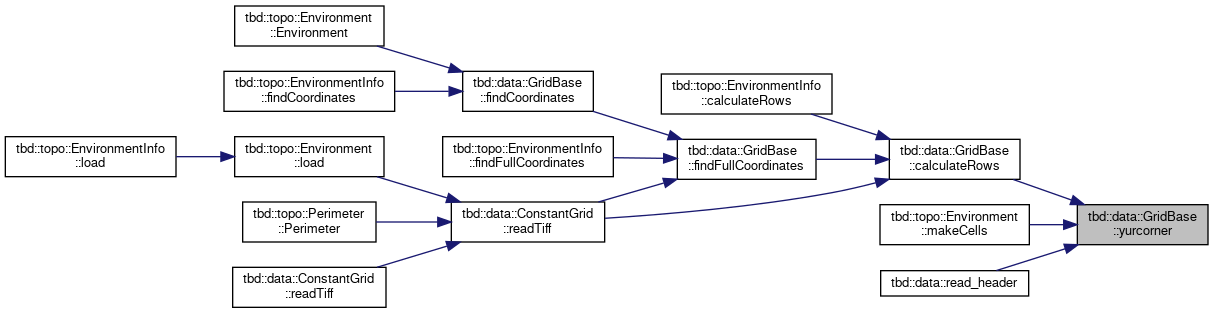 tbd::topo::Environment
::Environment
tbd::topo::EnvironmentInfo
::findCoordinates
tbd::data::GridBase
::findCoordinates
tbd::topo::EnvironmentInfo
::calculateRows
tbd::topo::EnvironmentInfo
::load
tbd::topo::Environment
::load
tbd::topo::EnvironmentInfo
::findFullCoordinates
tbd::data::GridBase
::findFullCoordinates
tbd::data::GridBase
::calculateRows
tbd::topo::Perimeter
::Perimeter
tbd::data::ConstantGrid
::readTiff
tbd::topo::Environment
::makeCells
tbd::data::GridBase
::yurcorner
tbd::data::ConstantGrid
::readTiff
tbd::data::read_header